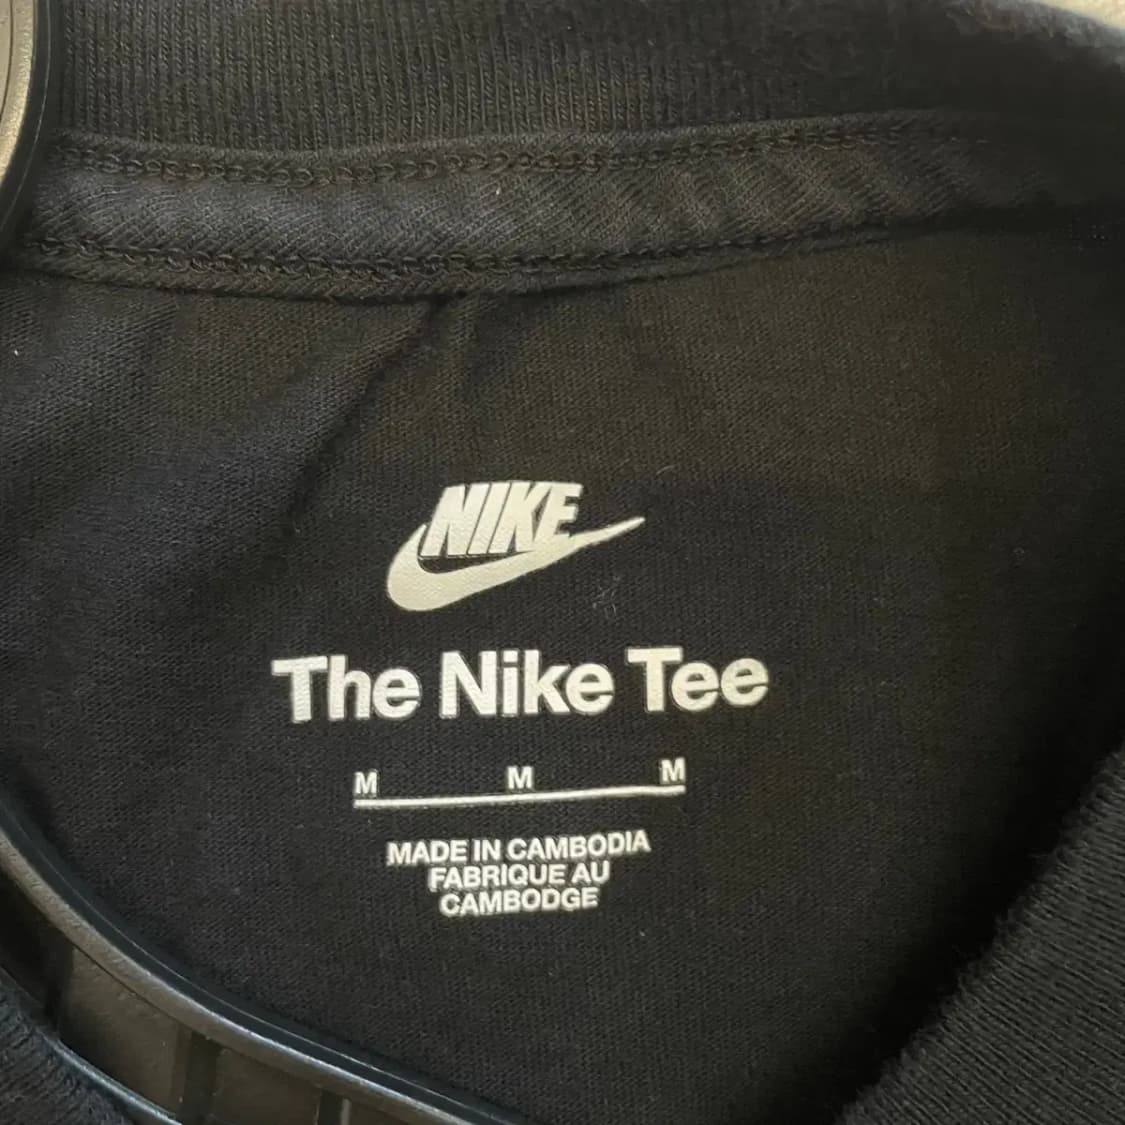 NIKE
The Nike Tee
M M M
MADE IN CAMBODIA
FABRIQUE AU
CAMBODGE